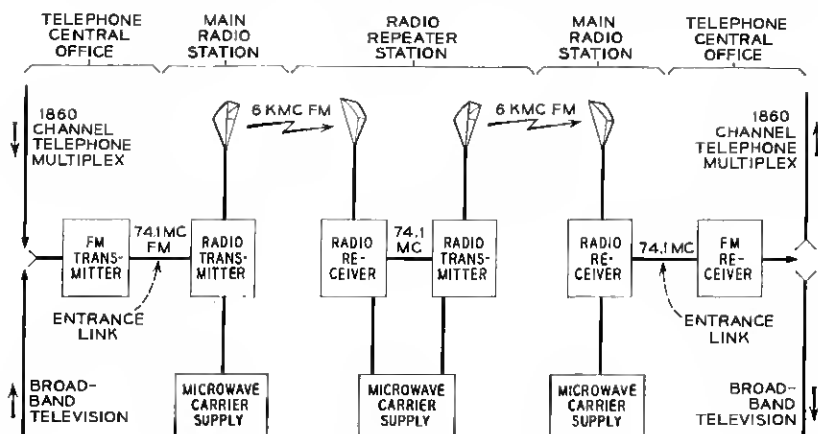 TELEPHONE
CENTRAL
OFFICE
MAIN
RADIO
STATION
RADIO
REPEATER
STATION
MAIN
RADIO
STATION
TELEPHONE
CENTRAL
OFFICE
1860
CHANNEL
TELEPHONE
MULTIPLEX
6 KMC FM
6 KMC FM
1860
CHANNEL
TELEPHONE
MULTIPLEX
FM
TRANS-
MITTER
74.1 MC
FM
RADIO
TRANS-
MITTER
RADIO
RE-
CEIVER
74.1
MC
RADIO
TRANS-
MITTER
RADIO
RE-
CEIVER
74.1 MC
FM
RE-
CEIVER
ENTRANCE
LINK
ENTRANCE
LINK
BROAD-
BAND
TELEVISION
MICROWAVE
CARRIER
SUPPLY
MICROWAVE
CARRIER
SUPPLY
MICROWAVE
CARRIER
SUPPLY
BROAD-
BAND
TELEVISION